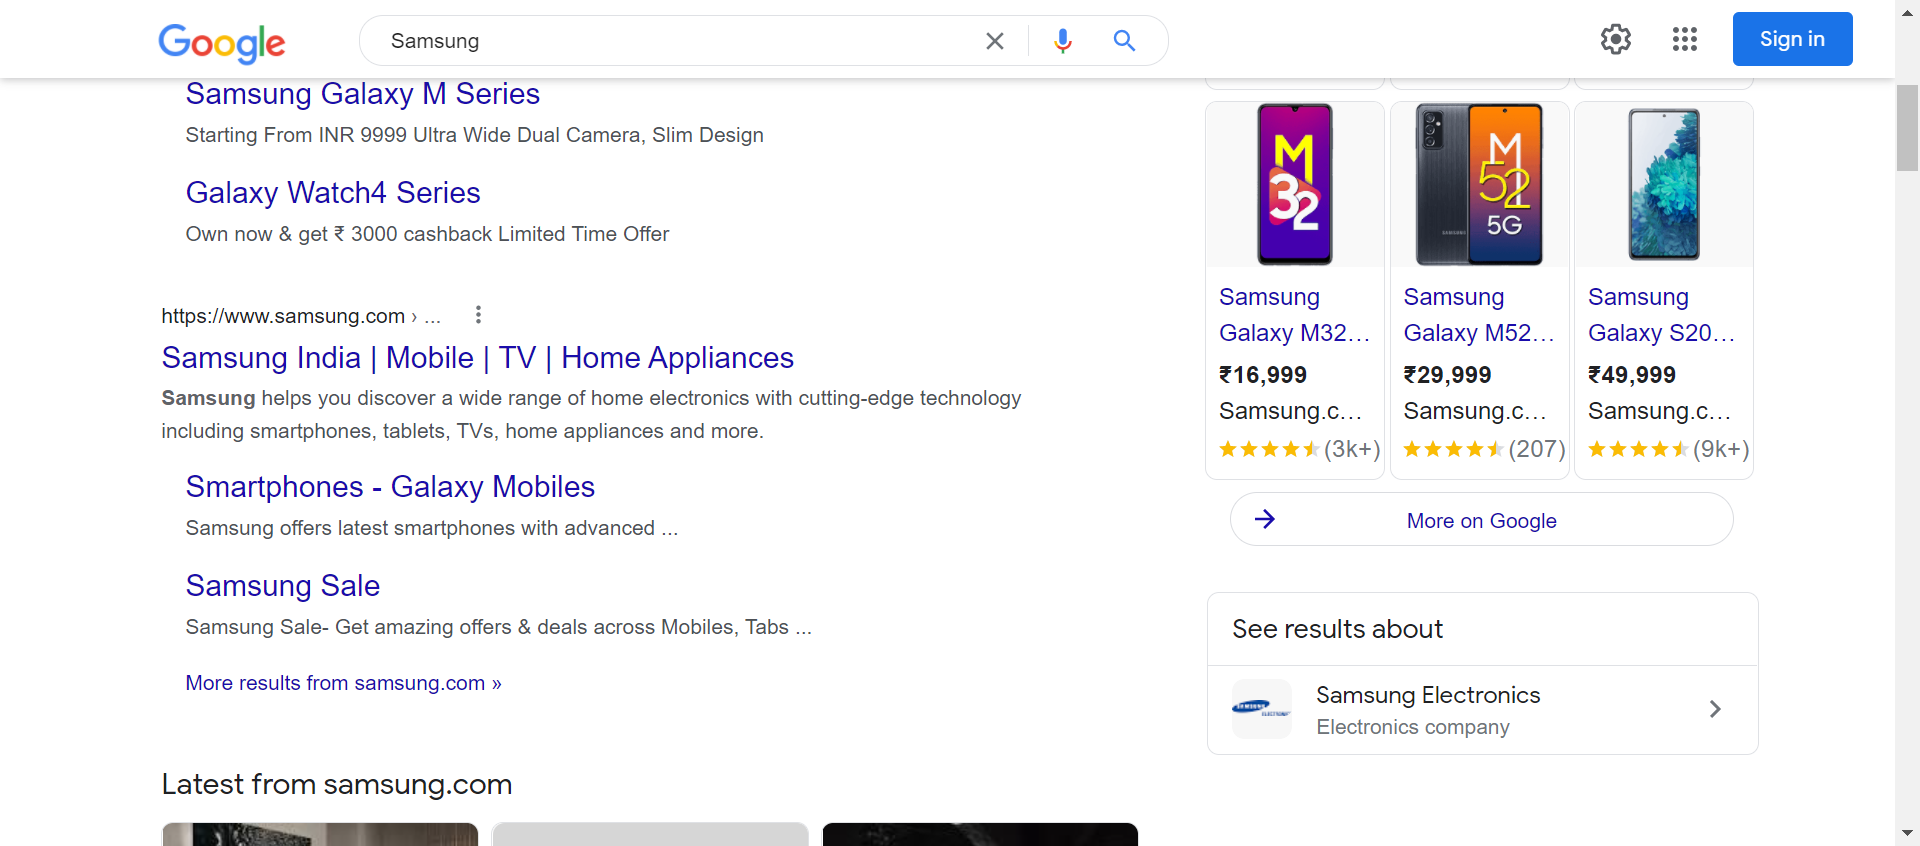 Google
Samsung
Sign in
Samsung Galaxy M Series
Starting From INR 9999 Ultra Wide Dual Camera, Slim Design
Galaxy Watch4 Series
Own now & get ₹ 3000 cashback Limited Time Offer
https://www.samsung.com › ...
Samsung India | Mobile | TV | Home Appliances
Samsung helps you discover a wide range of home electronics with cutting-edge technology
including smartphones, tablets, TVs, home appliances and more.
Smartphones - Galaxy Mobiles
Samsung offers latest smartphones with advanced ...
Samsung Sale
Samsung Sale- Get amazing offers & deals across Mobiles, Tabs ...
More results from samsung.com »
Latest from samsung.com
M
32
Samsung
Galaxy M32...
₹16,999
Samsung.c...
(3k+)
SAMSUNG
M
52
5G
Samsung
Galaxy M52...
₹29,999
Samsung.c...
(207)
Samsung
Galaxy S20...
₹49,999
Samsung.c...
(9k+)
More on Google
See results about
SAMSUNG
ELECTRONICS
Samsung Electronics
Electronics company